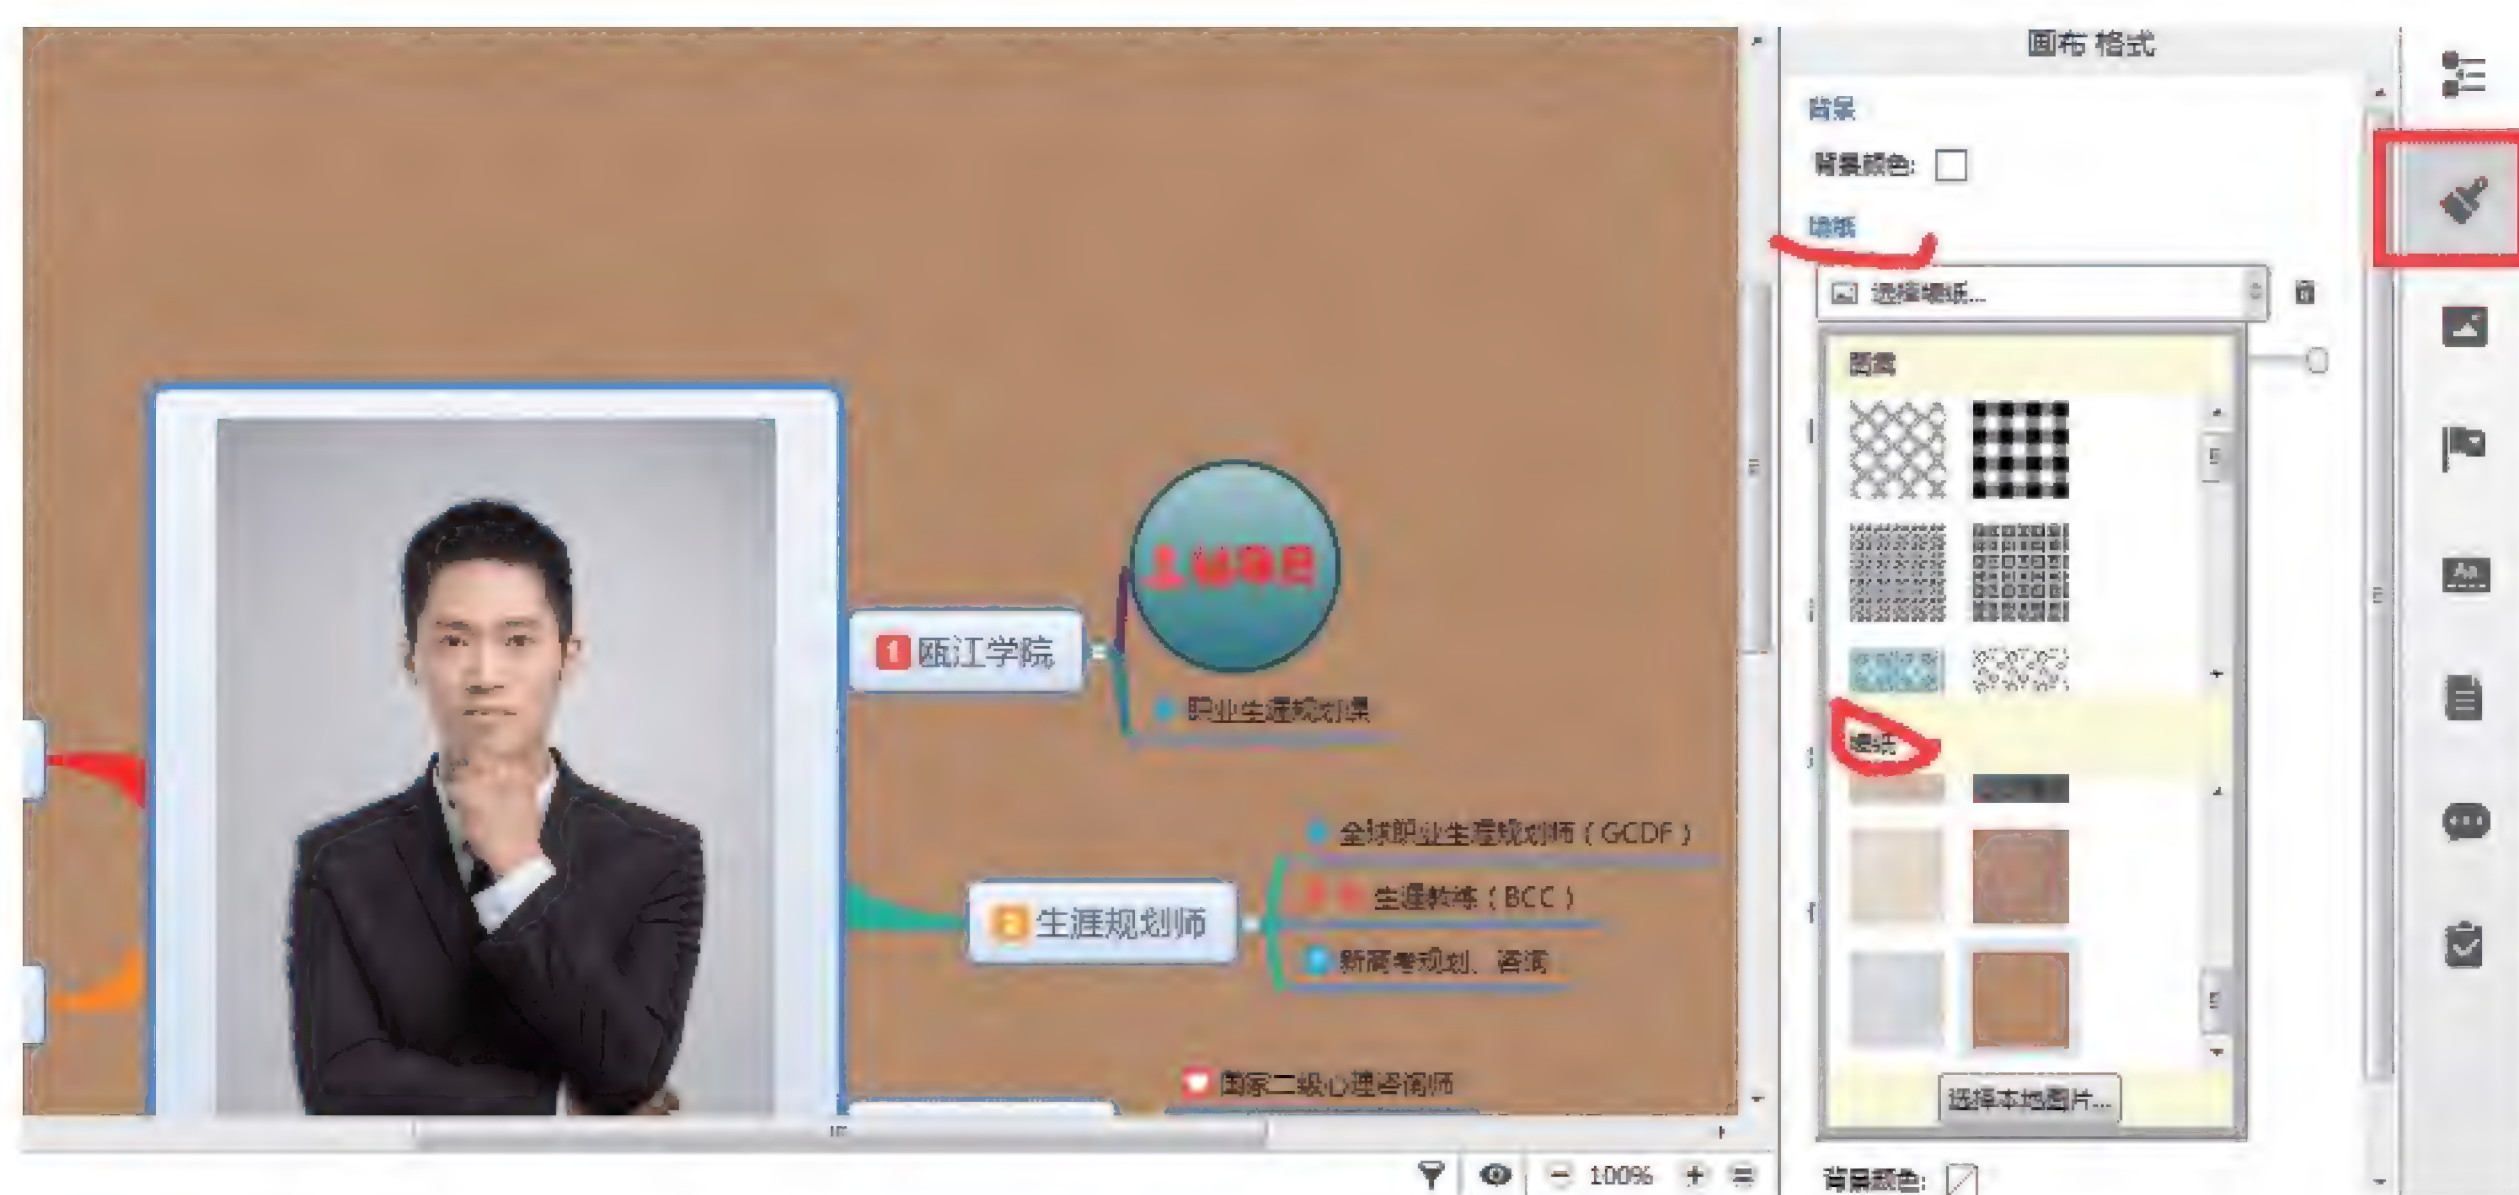 画布 格式
背景
背景颜色:
墙纸
选择墙纸...
图案
1 瓯江学院
职业生涯规划课
墙纸
全球职业生涯规划师（GCDF）
生涯教练（BCC）
2 生涯规划师
新高考规划、咨询
国家二级心理咨询师
选择本地图片...
100%
背景颜色:
Aa